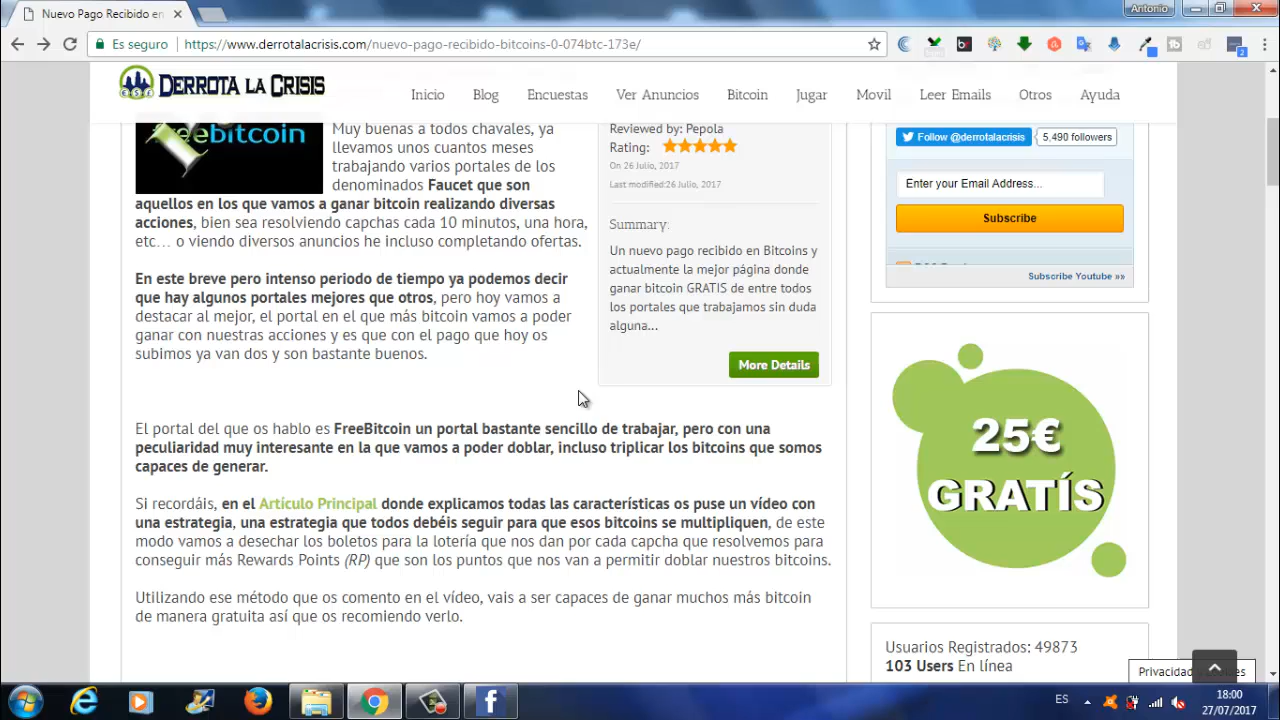 Nuevo Pago Recibido en
Antonio
Es seguro
https://www.derrotalacrisis.com/nuevo-pago-recibido-bitcoins-0-074btc-173e/
DERROTA LA CRISIS
Inicio
Blog
Encuestas
Ver Anuncios
Bitcoin
Jugar
Movil
Leer Emails
Otros
Ayuda
freebitcoin
Muy buenas a todos chavales, ya
llevamos unos cuantos meses
trabajando varios portales de los
denominados Faucet que son
aquellos en los que vamos a ganar bitcoin realizando diversas
acciones, bien sea resolviendo capchas cada 10 minutos, una hora,
etc… o viendo diversos anuncios he incluso completando ofertas.
En este breve pero intenso periodo de tiempo ya podemos decir
que hay algunos portales mejores que otros, pero hoy vamos a
destacar al mejor, el portal en el que más bitcoin vamos a poder
ganar con nuestras acciones y es que con el pago que hoy os
subimos ya van dos y son bastante buenos.
Reviewed by: Pepola
Rating:
On 26 Julio, 2017
Last modified:26 Julio, 2017
Summary:
Un nuevo pago recibido en Bitcoins y
actualmente la mejor página donde
ganar bitcoin GRATIS de entre todos
los portales que trabajamos sin duda
alguna...
More Details
El portal del que os hablo es FreeBitcoin un portal bastante sencillo de trabajar, pero con una
peculiaridad muy interesante en la que vamos a poder doblar, incluso triplicar los bitcoins que somos
capaces de generar.
Si recordáis, en el Artículo Principal donde explicamos todas las características os puse un vídeo con
una estrategia, una estrategia que todos debéis seguir para que esos bitcoins se multipliquen, de este
modo vamos a desechar los boletos para la lotería que nos dan por cada capcha que resolvemos para
conseguir más Rewards Points (RP) que son los puntos que nos van a permitir doblar nuestros bitcoins.
Utilizando ese método que os comento en el vídeo, vais a ser capaces de ganar muchos más bitcoin
de manera gratuita así que os recomiendo verlo.
Follow @derrotalacrisis
5,490 followers
Enter your Email Address...
Subscribe
Subscribe Youtube »»
25€
GRATÍS
Usuarios Registrados: 49873
103 Users En línea
Privacidad y Cookies
ES
18:00
27/07/2017